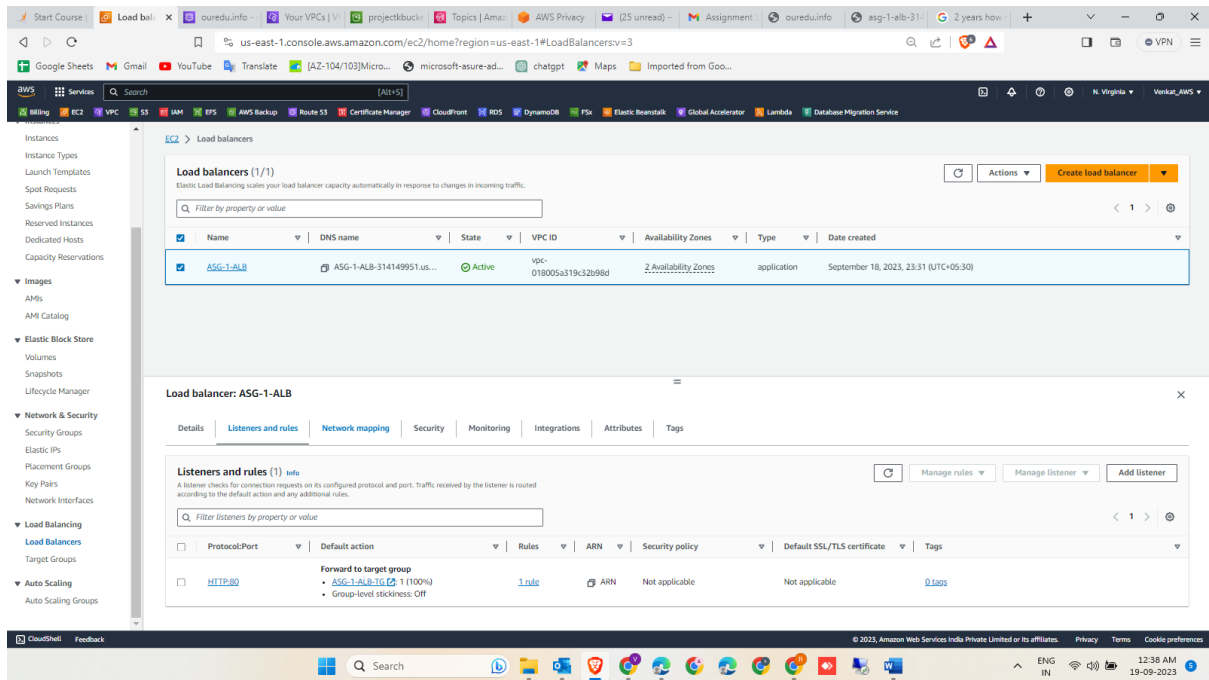 Start Course |
Load bala
ouredu.info -
Your VPCs | V
projectkbucke
Topics | Amaz
AWS Privacy
(25 unread) –
Assignment
ouredu.info
asg-1-alb-314
2 years how
us-east-1.console.aws.amazon.com/ec2/home?region=us-east-1#LoadBalancers:v=3
VPN
Google Sheets
Gmail
YouTube
Translate
[AZ-104/103]Micro...
microsoft-asure-ad...
chatgpt
Maps
Imported from Goo...
aws
Services
Search
[Alt+S]
N. Virginia
Venkat_AWS
Billing
EC2
VPC
S3
IAM
EFS
AWS Backup
Route 53
Certificate Manager
CloudFront
RDS
DynamoDB
FSx
Elastic Beanstalk
Global Accelerator
Lambda
Database Migration Service
Instances
Instances
Instance Types
Launch Templates
Spot Requests
Savings Plans
Reserved Instances
Dedicated Hosts
Capacity Reservations
Images
AMIs
AMI Catalog
Elastic Block Store
Volumes
Snapshots
Lifecycle Manager
Network & Security
Security Groups
Elastic IPs
Placement Groups
Key Pairs
Network Interfaces
Load Balancing
Load Balancers
Target Groups
Auto Scaling
Auto Scaling Groups
EC2 > Load balancers
Load balancers (1/1)
Elastic Load Balancing scales your load balancer capacity automatically in response to changes in incoming traffic.
Actions
Create load balancer
Filter by property or value
1
Name
DNS name
State
VPC ID
Availability Zones
Type
Date created
ASG-1-ALB
ASG-1-ALB-314149951.us...
Active
vpc-
018005a319c32b98d
2 Availability Zones
application
September 18, 2023, 23:31 (UTC+05:30)
Load balancer: ASG-1-ALB
Details
Listeners and rules
Network mapping
Security
Monitoring
Integrations
Attributes
Tags
Listeners and rules (1) Info
A listener checks for connection requests on its configured protocol and port. Traffic received by the listener is routed
according to the default action and any additional rules.
Manage rules
Manage listener
Add listener
Filter listeners by property or value
1
Protocol:Port
Default action
Rules
ARN
Security policy
Default SSL/TLS certificate
Tags
HTTP:80
Forward to target group
• ASG-1-ALB-TG: 1 (100%)
• Group-level stickiness: Off
1 rule
ARN
Not applicable
Not applicable
0 tags
CloudShell
Feedback
© 2023, Amazon Web Services India Private Limited or its affiliates.
Privacy
Terms
Cookie preferences
Search
ENG
IN
12:38 AM
19-09-2023
5